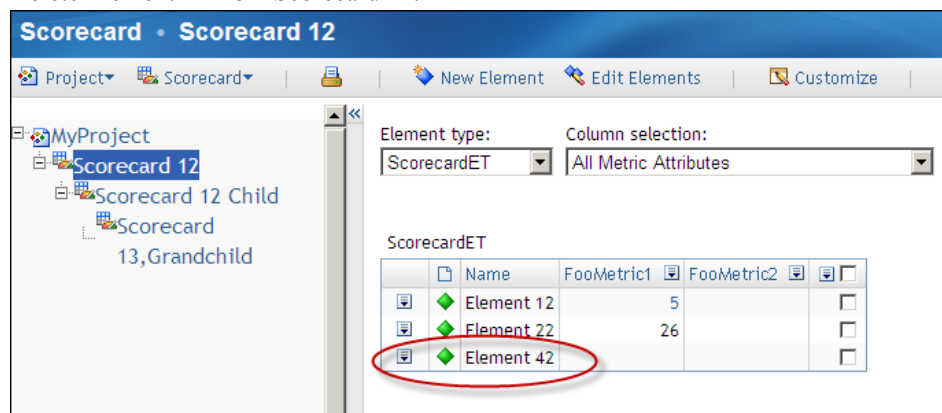 Scorecard • Scorecard 12
Project Scorecard | | New Element Edit Elements | Customize |
MyProject
Scorecard 12
Scorecard 12 Child
Scorecard
13,Grandchild
Element type: Column selection:
ScorecardET All Metric Attributes
ScorecardET
Name FooMetric1 FooMetric2
Element 12 5
Element 22 26
Element 42